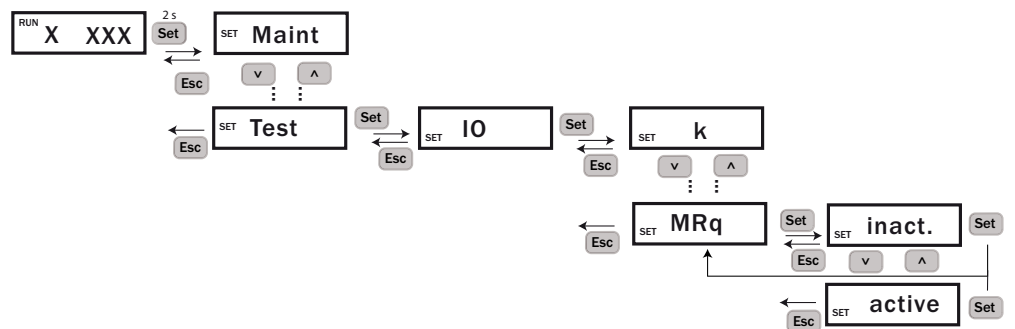 RUN X XXX
2 s
Set
SET Maint
Esc
v ^
SET Test
Set
Esc
Esc
SET IO
Set
Esc
SET k
v ^
SET MRq
Esc
Set
Esc
SET inact.
Set
v ^
SET active
Set
Esc